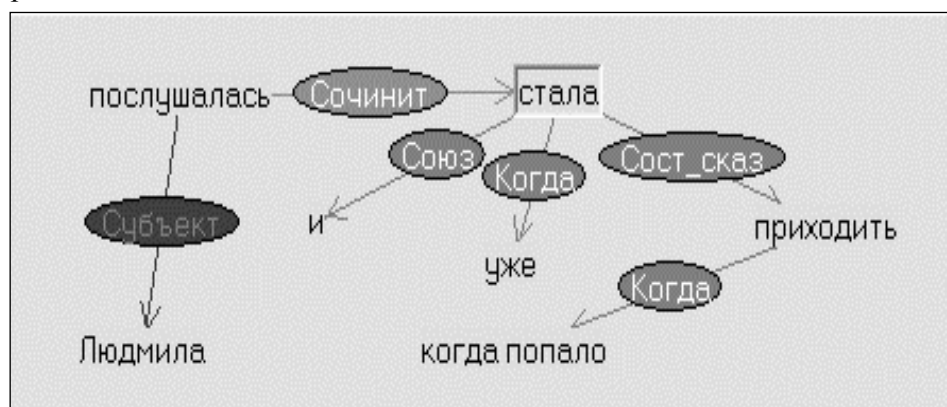 послушалась Сочинит стала
Союз Когда Сост_сказ
Субъект и приходить
уже Когда
Людмила когда попало